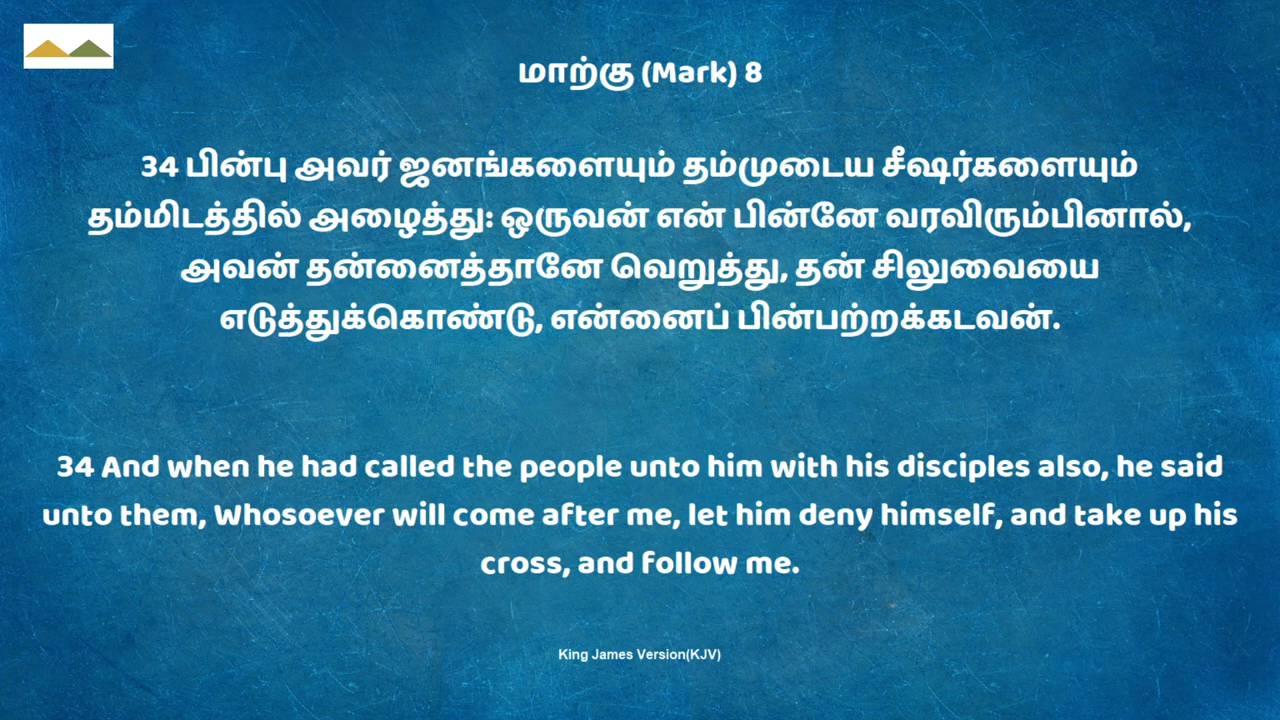 மாற்கு (Mark) 8
34 பின்பு அவர் ஜனங்களையும் தம்முடைய சீஷர்களையும்
தம்மிடத்தில் அழைத்து: ஒருவன் என் பின்னே வரவிரும்பினால்,
அவன் தன்னைத்தானே வெறுத்து, தன் சிலுவையை
எடுத்துக்கொண்டு, என்னைப் பின்பற்றக்கடவன்.
34 And when he had called the people unto him with his disciples also, he said
unto them, Whosoever will come after me, let him deny himself, and take up his
cross, and follow me.
King James Version(KJV)